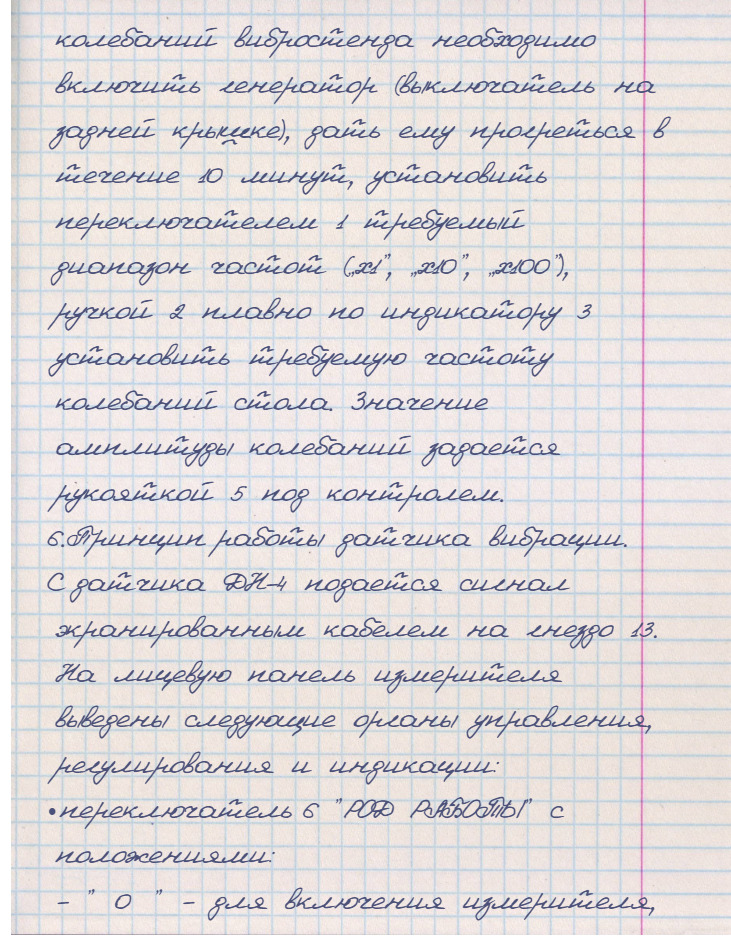 колебаний вибростенда необходимо
включить генератор (выключатель на
задней крышке), дать ему прогреться в
течение 10 минут, установить
переключателем 1 требуемый
диапазон частот („х1”, „х10”, „х100”),
ручкой 2 плавно по индикатору 3
установить требуемую частоту
колебаний стола. Значение
амплитуды колебаний задается
рукояткой 5 под контролем.
6.Принцип работы датчика вибрации.
С датчика ДН-4 подается сигнал
экранированным кабелем на гнездо 13.
На лицевую панель измерителя
выведены следующие органы управления,
регулирования и индикации:
•переключатель 6 "РОД РАБОТЫ" с
положениями:
- " 0 " - для включения измерителя,